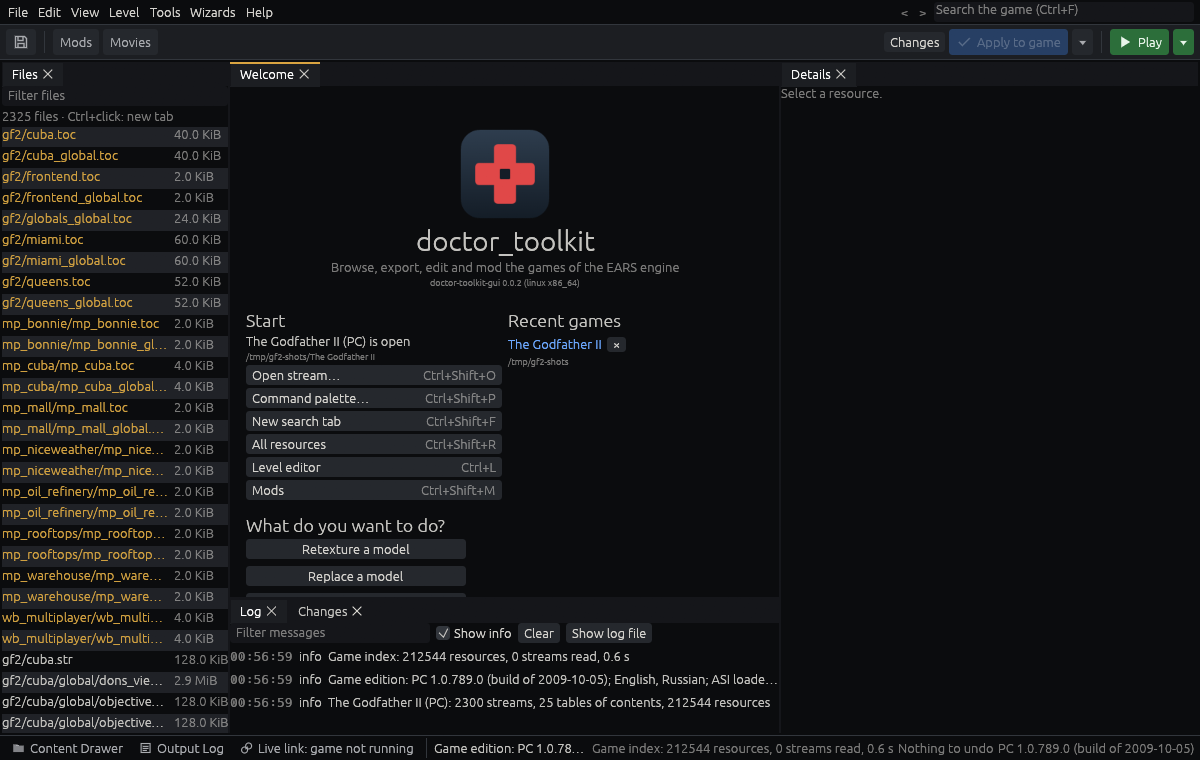 File Edit View Level Tools Wizards Help < > Search the game (Ctrl+F)
Mods Movies Changes Apply to game Play
Files Welcome Details
Filter files
Select a resource.
2325 files · Ctrl+click: new tab
gf2/cuba.toc 40.0 KiB
gf2/cuba_global.toc 40.0 KiB
gf2/frontend.toc 2.0 KiB
gf2/frontend_global.toc 2.0 KiB
gf2/globals_global.toc 24.0 KiB
gf2/miami.toc 60.0 KiB
gf2/miami_global.toc 60.0 KiB
gf2/queens.toc 52.0 KiB
gf2/queens_global.toc 52.0 KiB
mp_bonnie/mp_bonnie.toc 2.0 KiB
mp_bonnie/mp_bonnie_gl… 2.0 KiB
mp_cuba/mp_cuba.toc 4.0 KiB
mp_cuba/mp_cuba_global… 4.0 KiB
mp_mall/mp_mall.toc 2.0 KiB
mp_mall/mp_mall_global.… 2.0 KiB
mp_niceweather/mp_nice… 2.0 KiB
mp_niceweather/mp_nice… 2.0 KiB
mp_oil_refinery/mp_oil_re… 2.0 KiB
mp_oil_refinery/mp_oil_re… 2.0 KiB
mp_rooftops/mp_rooftop… 2.0 KiB
mp_rooftops/mp_rooftop… 2.0 KiB
mp_warehouse/mp_ware… 2.0 KiB
mp_warehouse/mp_ware… 2.0 KiB
wb_multiplayer/wb_multi… 4.0 KiB
wb_multiplayer/wb_multi… 4.0 KiB
gf2/cuba.str 128.0 KiB
gf2/cuba/global/dons_vie… 2.9 MiB
gf2/cuba/global/objective… 128.0 KiB
gf2/cuba/global/objective… 128.0 KiB
doctor_toolkit
Browse, export, edit and mod the games of the EARS engine
doctor-toolkit-gui 0.0.2 (linux x86_64)
Start
The Godfather II (PC) is open
/tmp/gf2-shots/The Godfather II
Open stream… Ctrl+Shift+O
Command palette… Ctrl+Shift+P
New search tab Ctrl+Shift+F
All resources Ctrl+Shift+R
Level editor Ctrl+L
Mods Ctrl+Shift+M
Recent games
The Godfather II ×
/tmp/gf2-shots
What do you want to do?
Retexture a model
Replace a model
Log Changes
Filter messages Show info Clear Show log file
00:56:59 info Game index: 212544 resources, 0 streams read, 0.6 s
00:56:59 info Game edition: PC 1.0.789.0 (build of 2009-10-05); English, Russian; ASI loade…
00:56:59 info The Godfather II (PC): 2300 streams, 25 tables of contents, 212544 resources
Content Drawer Output Log Live link: game not running Game edition: PC 1.0.78… Game index: 212544 resources, 0 streams read, 0.6 s Nothing to undo PC 1.0.789.0 (build of 2009-10-05)